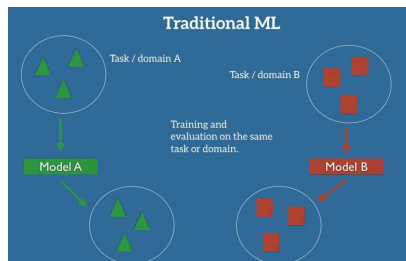 Traditional ML
Task / domain A
Task / domain B
Training and
evaluation on the same
task or domain.
Model A
Model B